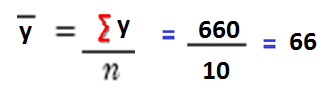 ȳ = Σy / n = 660 / 10 = 66